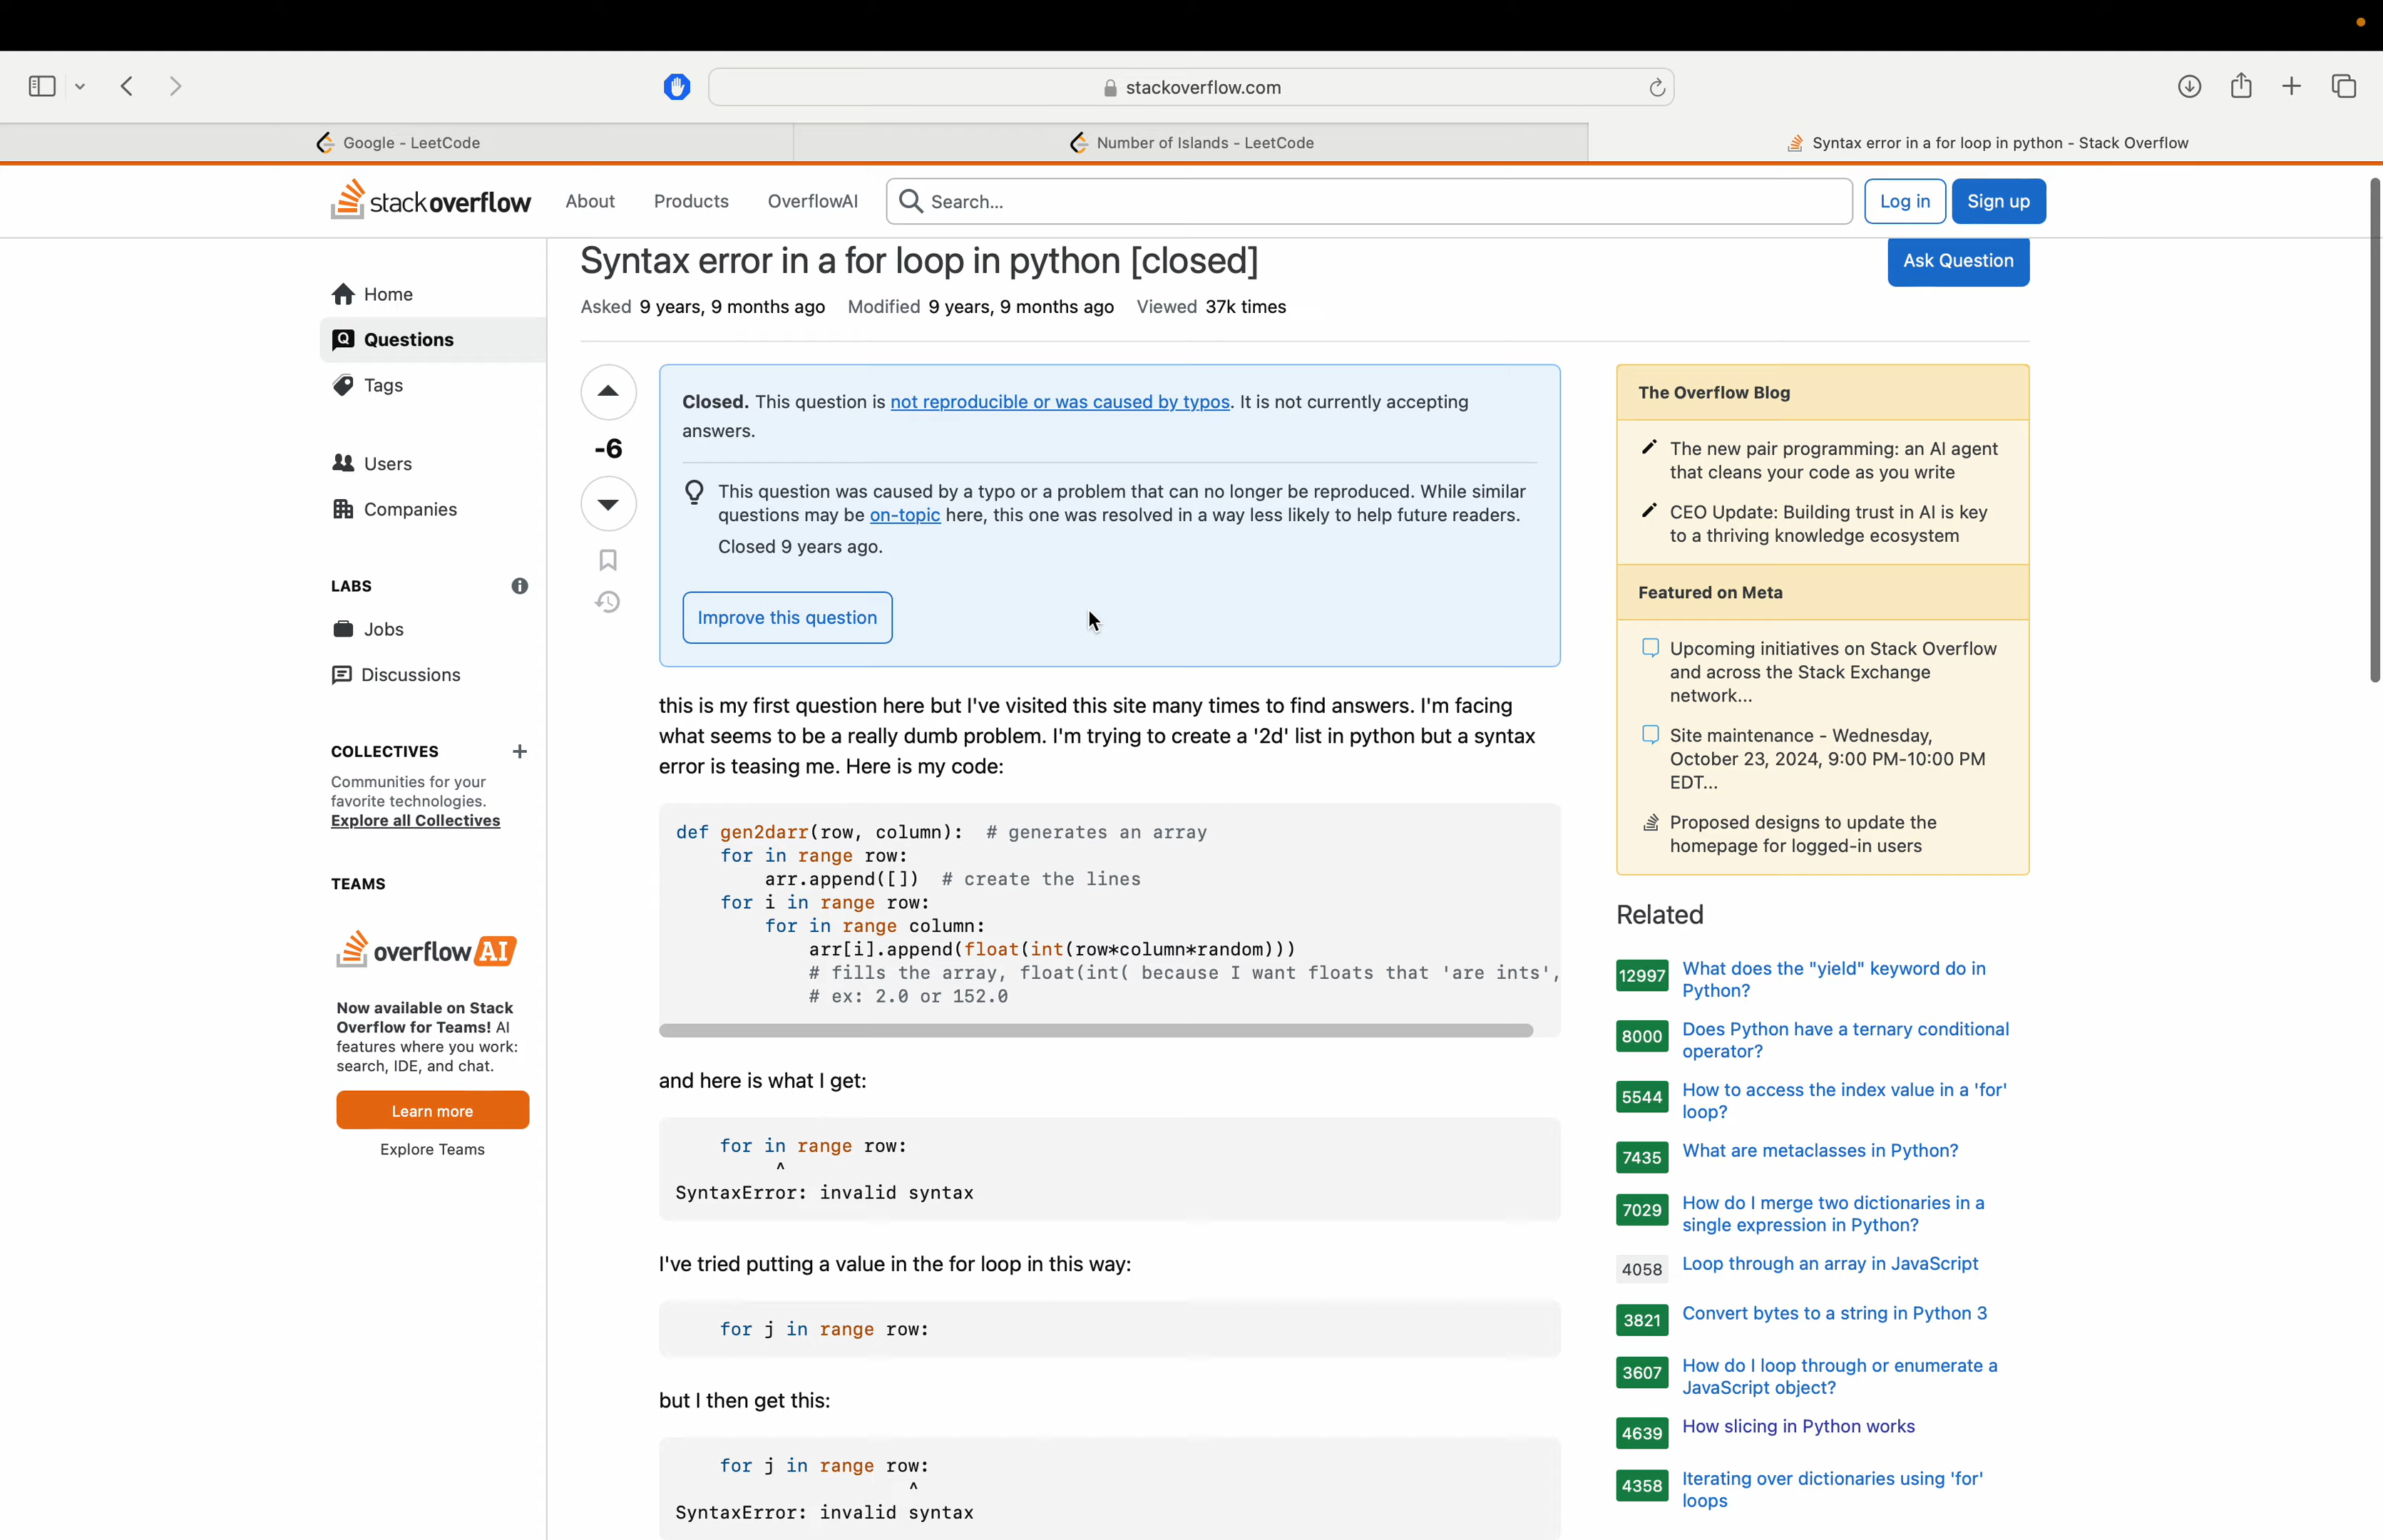 stackoverflow.com
Google - LeetCode
Number of Islands - LeetCode
Syntax error in a for loop in python - Stack Overflow
stackoverflow
About
Products
OverflowAI
Search...
Log in
Sign up
Home
Questions
Tags
Users
Companies
LABS
Jobs
Discussions
COLLECTIVES
Communities for your
favorite technologies.
Explore all Collectives
TEAMS
overflow AI
Now available on Stack
Overflow for Teams! AI
features where you work:
search, IDE, and chat.
Learn more
Explore Teams
Syntax error in a for loop in python [closed]
Ask Question
Asked 9 years, 9 months ago Modified 9 years, 9 months ago Viewed 37k times
-6
Closed. This question is not reproducible or was caused by typos. It is not currently accepting
answers.
This question was caused by a typo or a problem that can no longer be reproduced. While similar
questions may be on-topic here, this one was resolved in a way less likely to help future readers.
Closed 9 years ago.
Improve this question
this is my first question here but I've visited this site many times to find answers. I'm facing
what seems to be a really dumb problem. I'm trying to create a '2d' list in python but a syntax
error is teasing me. Here is my code:
def gen2darr(row, column):  # generates an array
    for in range row:
        arr.append([])  # create the lines
    for i in range row:
        for in range column:
            arr[i].append(float(int(row*column*random)))
            # fills the array, float(int( because I want floats that 'are ints',
            # ex: 2.0 or 152.0
and here is what I get:
    for in range row:
         ^
SyntaxError: invalid syntax
I've tried putting a value in the for loop in this way:
    for j in range row:
but I then get this:
    for j in range row:
                     ^
SyntaxError: invalid syntax
The Overflow Blog
The new pair programming: an AI agent
that cleans your code as you write
CEO Update: Building trust in AI is key
to a thriving knowledge ecosystem
Featured on Meta
Upcoming initiatives on Stack Overflow
and across the Stack Exchange
network...
Site maintenance - Wednesday,
October 23, 2024, 9:00 PM-10:00 PM
EDT...
Proposed designs to update the
homepage for logged-in users
Related
12997 What does the "yield" keyword do in
Python?
8000 Does Python have a ternary conditional
operator?
5544 How to access the index value in a 'for'
loop?
7435 What are metaclasses in Python?
7029 How do I merge two dictionaries in a
single expression in Python?
4058 Loop through an array in JavaScript
3821 Convert bytes to a string in Python 3
3607 How do I loop through or enumerate a
JavaScript object?
4639 How slicing in Python works
4358 Iterating over dictionaries using 'for'
loops